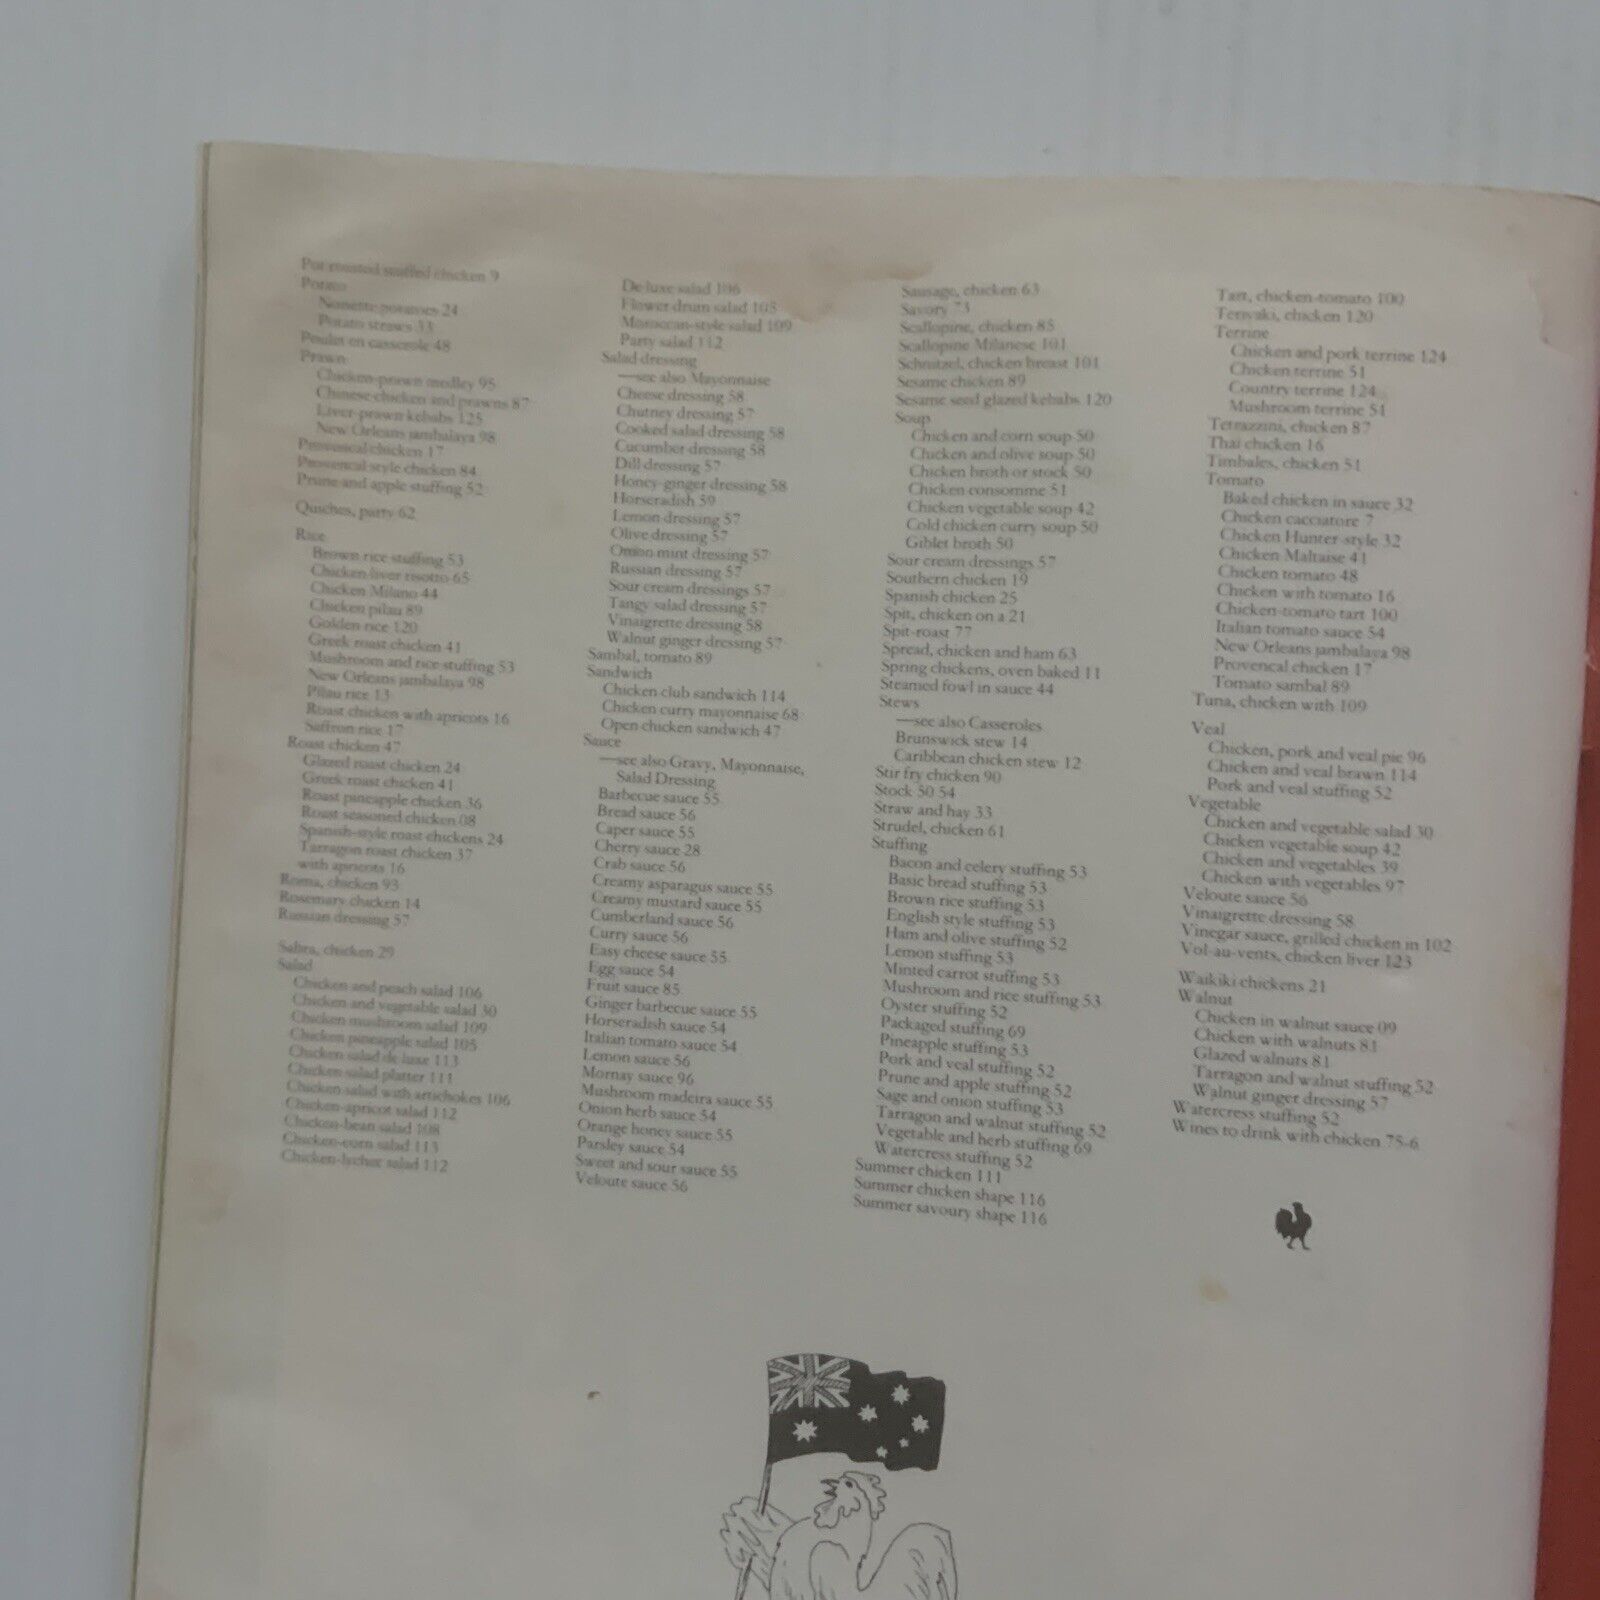 Pot roasted stuffed chicken 9
Potato
Nonette potatoes 24
Potato straws 33
Poulet en casserole 48
Prawn
Chicken-prawn medley 95
Chinese chicken and prawns 87
Liver-prawn kebabs 125
New Orleans jambalaya 98
Provencal chicken 17
Provencal style chicken 84
Prune and apple stuffing 52
Quiches, party 62
Rice
Brown rice stuffing 53
Chicken liver risotto 65
Chicken Milano 44
Chicken pilau 89
Golden rice 120
Greek roast chicken 41
Mushroom and rice stuffing 53
New Orleans jambalaya 98
Pilau rice 13
Roast chicken with apricots 16
Saffron rice 17
Roast chicken 47
Glazed roast chicken 24
Greek roast chicken 41
Roast pineapple chicken 36
Roast seasoned chicken 08
Spanish-style roast chickens 24
Tarragon roast chicken 37
with apricots 16
Roma, chicken 93
Rosemary chicken 14
Russian dressing 57
Sabra, chicken 29
Salad
Chicken and peach salad 106
Chicken and vegetable salad 30
Chicken mushroom salad 109
Chicken pineapple salad 105
Chicken salad de luxe 113
Chicken salad platter 111
Chicken salad with artichokes 106
Chicken-apricot salad 112
Chicken-bean salad 108
Chicken-corn salad 113
Chicken-lychee salad 112
De luxe salad 106
Flower drum salad 105
Moroccan-style salad 109
Party salad 112
Salad dressing
—see also Mayonnaise
Cheese dressing 58
Chutney dressing 57
Cooked salad dressing 58
Cucumber dressing 58
Dill dressing 57
Honey-ginger dressing 58
Horseradish 59
Lemon dressing 57
Olive dressing 57
Onion mint dressing 57
Russian dressing 57
Sour cream dressings 57
Tangy salad dressing 57
Vinaigrette dressing 58
Walnut ginger dressing 57
Sambal, tomato 89
Sandwich
Chicken club sandwich 114
Chicken curry mayonnaise 68
Open chicken sandwich 47
Sauce
—see also Gravy, Mayonnaise,
Salad Dressing
Barbecue sauce 55
Bread sauce 56
Caper sauce 55
Cherry sauce 28
Crab sauce 56
Creamy asparagus sauce 55
Creamy mustard sauce 55
Cumberland sauce 56
Curry sauce 56
Easy cheese sauce 55
Egg sauce 54
Fruit sauce 85
Ginger barbecue sauce 55
Horseradish sauce 54
Italian tomato sauce 54
Lemon sauce 56
Mornay sauce 96
Mushroom madeira sauce 55
Onion herb sauce 54
Orange honey sauce 55
Parsley sauce 54
Sweet and sour sauce 55
Veloute sauce 56
Sausage, chicken 63
Savory 73
Scallopine, chicken 85
Scallopine Milanese 101
Schnitzel, chicken breast 101
Sesame chicken 89
Sesame seed glazed kebabs 120
Soup
Chicken and corn soup 50
Chicken and olive soup 50
Chicken broth or stock 50
Chicken consomme 51
Chicken vegetable soup 42
Cold chicken curry soup 50
Giblet broth 50
Sour cream dressings 57
Southern chicken 19
Spanish chicken 25
Spit, chicken on a 21
Spit-roast 77
Spread, chicken and ham 63
Spring chickens, oven baked 11
Steamed fowl in sauce 44
Stews
—see also Casseroles
Brunswick stew 14
Caribbean chicken stew 12
Stir fry chicken 90
Stock 50 54
Straw and hay 33
Strudel, chicken 61
Stuffing
Bacon and celery stuffing 53
Basic bread stuffing 53
Brown rice stuffing 53
English style stuffing 53
Ham and olive stuffing 52
Lemon stuffing 53
Minted carrot stuffing 53
Mushroom and rice stuffing 53
Oyster stuffing 52
Packaged stuffing 69
Pineapple stuffing 53
Pork and veal stuffing 52
Prune and apple stuffing 52
Sage and onion stuffing 53
Tarragon and walnut stuffing 52
Vegetable and herb stuffing 69
Watercress stuffing 52
Summer chicken 111
Summer chicken shape 116
Summer savoury shape 116
Tart, chicken-tomato 100
Teriyaki, chicken 120
Terrine
Chicken and pork terrine 124
Chicken terrine 51
Country terrine 124
Mushroom terrine 51
Tetrazzini, chicken 87
Thai chicken 16
Timbales, chicken 51
Tomato
Baked chicken in sauce 32
Chicken cacciatore 7
Chicken Hunter-style 32
Chicken Maltaise 41
Chicken tomato 48
Chicken with tomato 16
Chicken-tomato tart 100
Italian tomato sauce 54
New Orleans jambalaya 98
Provencal chicken 17
Tomato sambal 89
Tuna, chicken with 109
Veal
Chicken, pork and veal pie 96
Chicken and veal brawn 114
Pork and veal stuffing 52
Vegetable
Chicken and vegetable salad 30
Chicken vegetable soup 42
Chicken and vegetables 39
Chicken with vegetables 97
Veloute sauce 56
Vinaigrette dressing 58
Vinegar sauce, grilled chicken in 102
Vol-au-vents, chicken liver 123
Waikiki chickens 21
Walnut
Chicken in walnut sauce 09
Chicken with walnuts 81
Glazed walnuts 81
Tarragon and walnut stuffing 52
Walnut ginger dressing 57
Watercress stuffing 52
Wines to drink with chicken 75-6